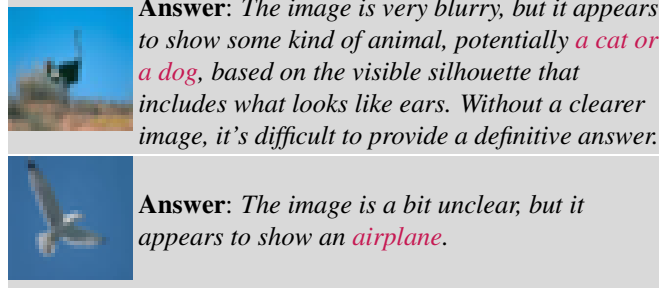 Answer: The image is very blurry, but it appears
to show some kind of animal, potentially a cat or
a dog, based on the visible silhouette that
includes what looks like ears. Without a clearer
image, it's difficult to provide a definitive answer.
Answer: The image is a bit unclear, but it
appears to show an airplane.